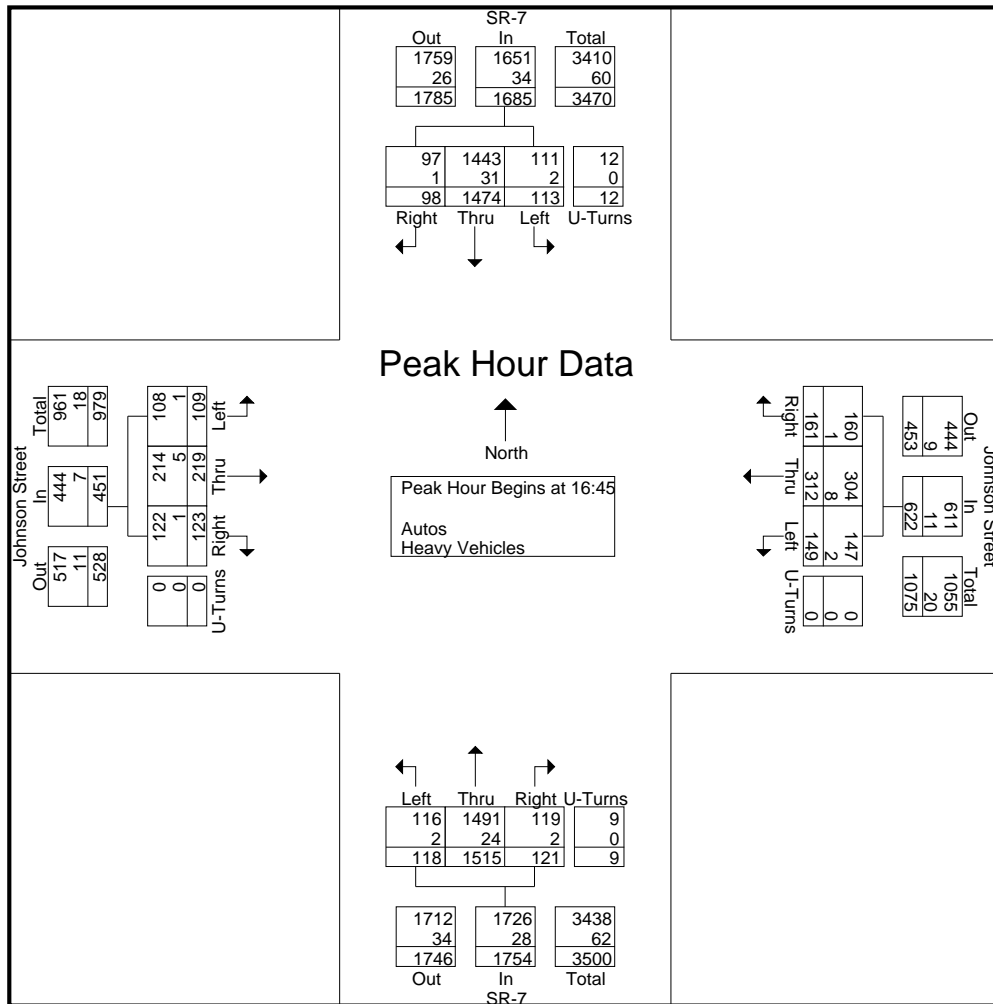 SR-7
Out In Total
1759 1651 3410
26 34 60
1785 1685 3470
97 1443 111 12
1 31 2 0
98 1474 113 12
Right Thru Left U-Turns
Peak Hour Data
North
Peak Hour Begins at 16:45
Autos
Heavy Vehicles
Johnson Street
Total In Out
961 444 517
18 7 11
979 451 528
108 214 122 0
1 5 1 0
109 219 123 0
Left Thru Right U-Turns
Right Thru Left U-Turns
161 312 149 0
1 8 2 0
160 304 147 0
453 622 1075
9 11 20
444 611 1055
Out In Total
Johnson Street
Left Thru Right U-Turns
116 1491 119 9
2 24 2 0
118 1515 121 9
1712 1726 3438
34 28 62
1746 1754 3500
Out In Total
SR-7